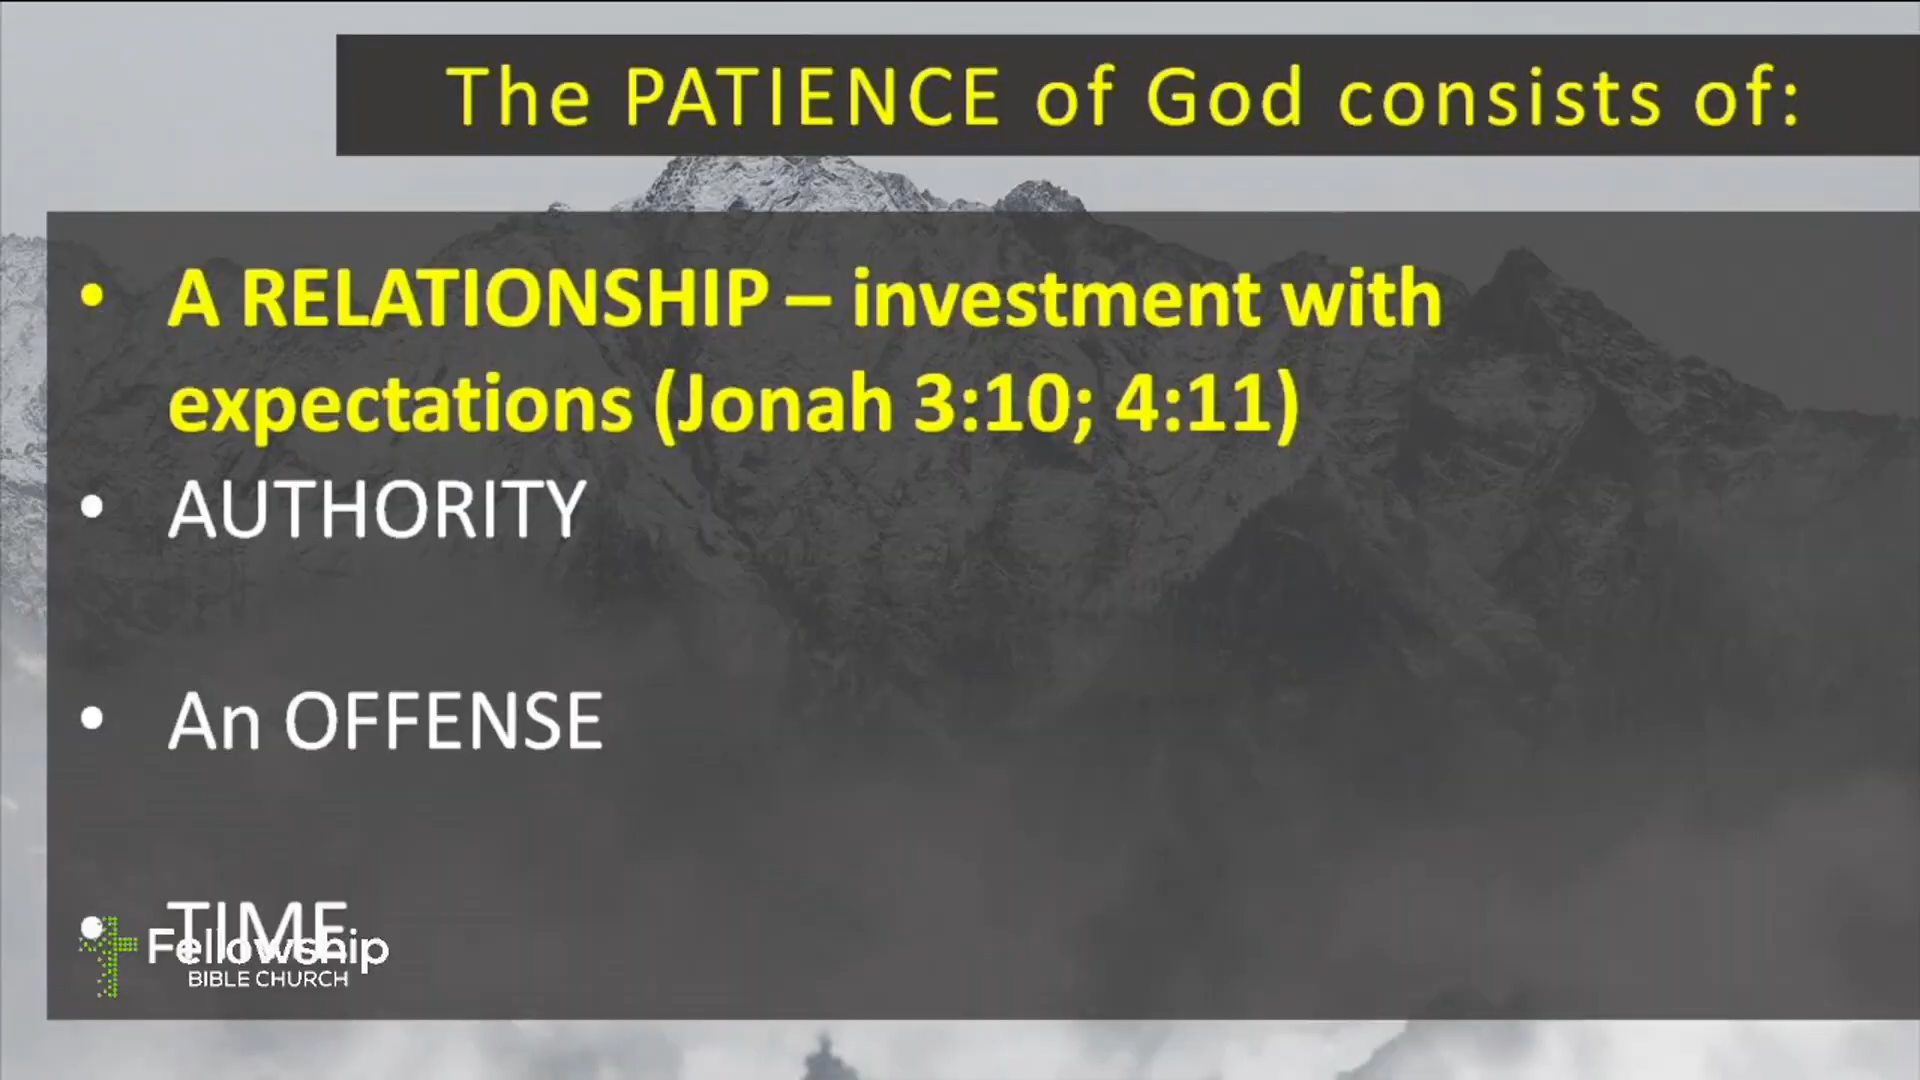 The PATIENCE of God consists of:
• A RELATIONSHIP – investment with
expectations (Jonah 3:10; 4:11)
• AUTHORITY
• An OFFENSE
• TIME
Fellowship
BIBLE CHURCH